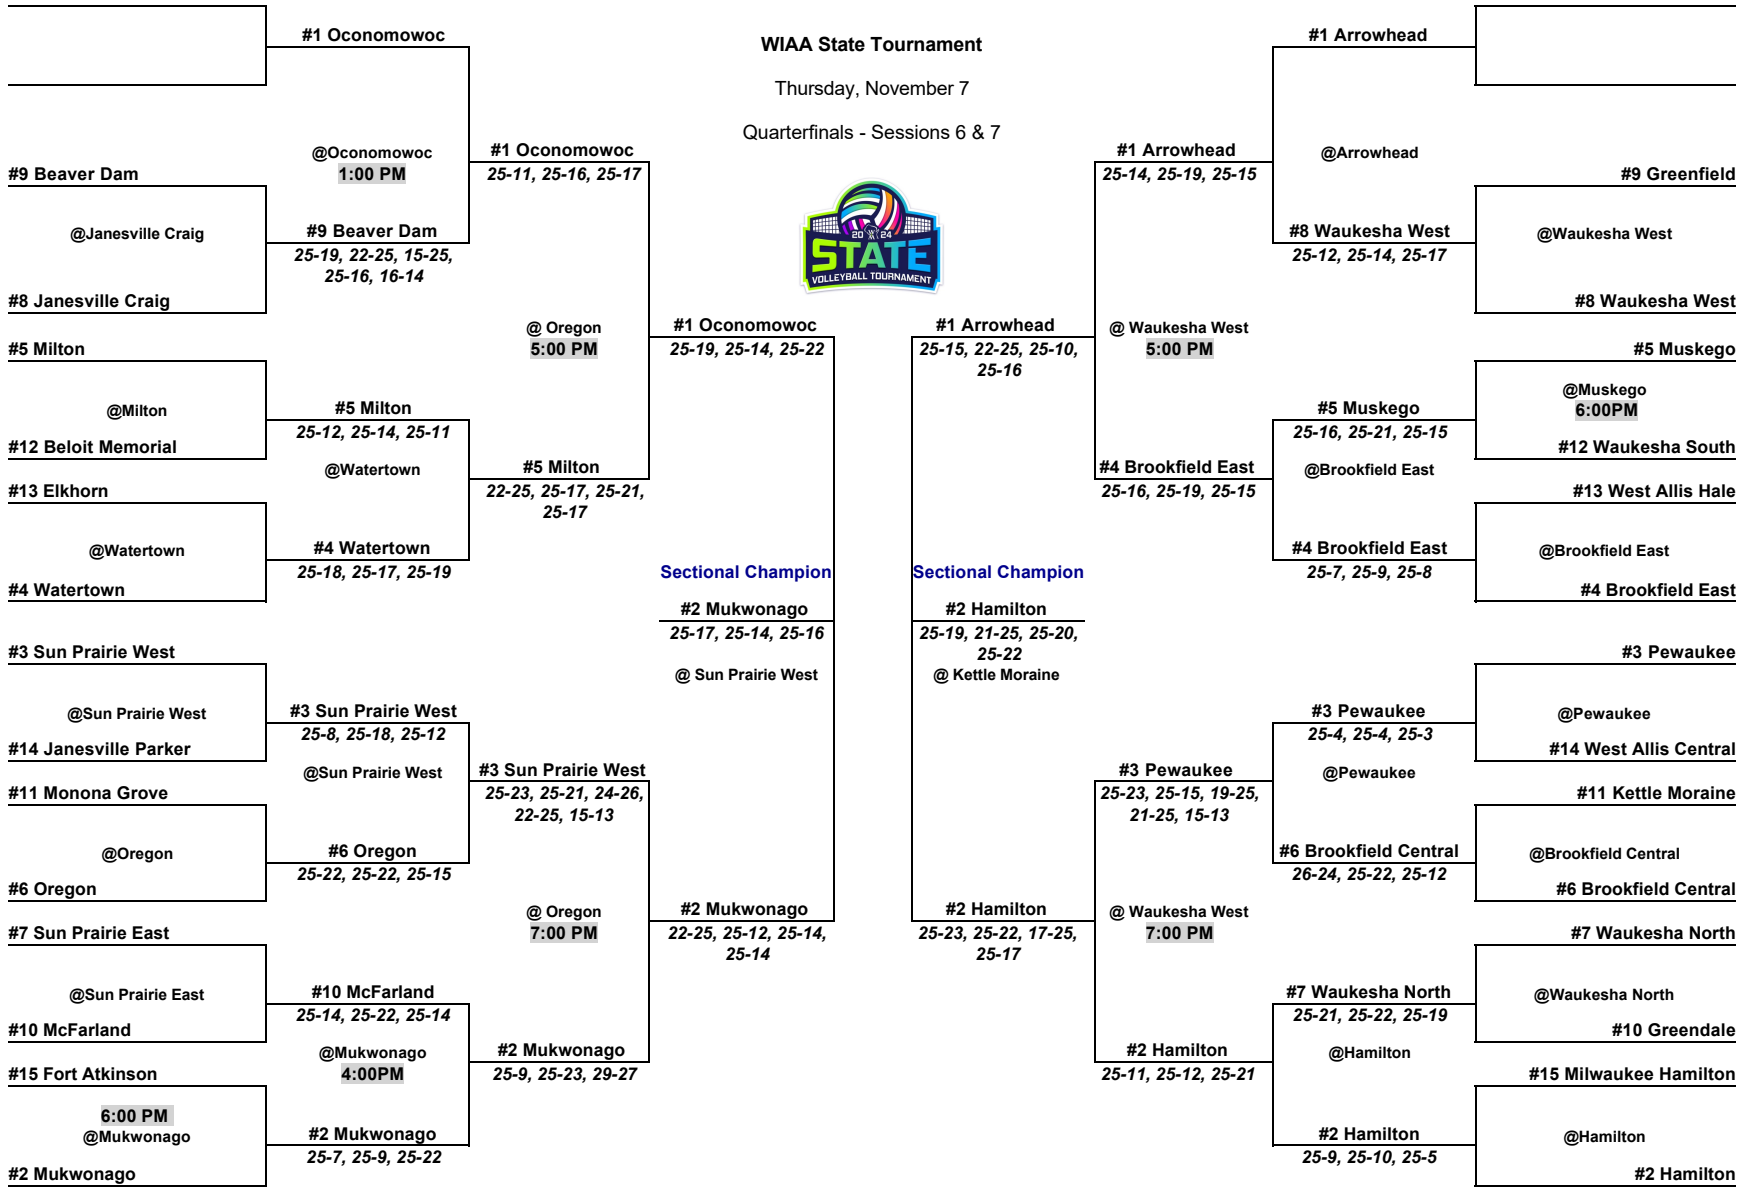 #1 Oconomowoc
@Oconomowoc
1:00 PM
#9 Beaver Dam
@Janesville Craig
#9 Beaver Dam
25-19, 22-25, 15-25,
25-16, 16-14
#8 Janesville Craig
#1 Oconomowoc
25-11, 25-16, 25-17
#5 Milton
@Milton
#5 Milton
25-12, 25-14, 25-11
#12 Beloit Memorial
@Watertown
#13 Elkhorn
@Watertown
#4 Watertown
25-18, 25-17, 25-19
#4 Watertown
#5 Milton
22-25, 25-17, 25-21,
25-17
@ Oregon
5:00 PM
#1 Oconomowoc
25-19, 25-14, 25-22
#3 Sun Prairie West
@Sun Prairie West
#3 Sun Prairie West
25-8, 25-18, 25-12
#14 Janesville Parker
@Sun Prairie West
#11 Monona Grove
@Oregon
#6 Oregon
25-22, 25-22, 25-15
#6 Oregon
#3 Sun Prairie West
25-23, 25-21, 24-26,
22-25, 15-13
@ Oregon
7:00 PM
#7 Sun Prairie East
@Sun Prairie East
#10 McFarland
25-14, 25-22, 25-14
#10 McFarland
@Mukwonago
4:00PM
#15 Fort Atkinson
6:00 PM
@Mukwonago
#2 Mukwonago
25-7, 25-9, 25-22
#2 Mukwonago
#2 Mukwonago
25-9, 25-23, 29-27
#2 Mukwonago
22-25, 25-12, 25-14,
25-14
Sectional Champion
#2 Mukwonago
25-17, 25-14, 25-16
@ Sun Prairie West
WIAA State Tournament
Thursday, November 7
Quarterfinals - Sessions 6 & 7
20 24
STATE
VOLLEYBALL TOURNAMENT
Sectional Champion
#2 Hamilton
25-19, 21-25, 25-20,
25-22
@ Kettle Moraine
#1 Arrowhead
25-15, 22-25, 25-10,
25-16
@ Waukesha West
5:00 PM
#1 Arrowhead
25-14, 25-19, 25-15
#1 Arrowhead
@Arrowhead
#9 Greenfield
@Waukesha West
#8 Waukesha West
25-12, 25-14, 25-17
#8 Waukesha West
#4 Brookfield East
25-16, 25-19, 25-15
#5 Muskego
@Muskego
6:00PM
#5 Muskego
25-16, 25-21, 25-15
#12 Waukesha South
@Brookfield East
#13 West Allis Hale
@Brookfield East
#4 Brookfield East
25-7, 25-9, 25-8
#4 Brookfield East
#2 Hamilton
25-23, 25-22, 17-25,
25-17
@ Waukesha West
7:00 PM
#3 Pewaukee
25-23, 25-15, 19-25,
21-25, 15-13
#3 Pewaukee
@Pewaukee
#3 Pewaukee
25-4, 25-4, 25-3
#14 West Allis Central
@Pewaukee
#11 Kettle Moraine
@Brookfield Central
#6 Brookfield Central
26-24, 25-22, 25-12
#6 Brookfield Central
#2 Hamilton
25-11, 25-12, 25-21
#7 Waukesha North
@Waukesha North
#7 Waukesha North
25-21, 25-22, 25-19
#10 Greendale
@Hamilton
#15 Milwaukee Hamilton
@Hamilton
#2 Hamilton
25-9, 25-10, 25-5
#2 Hamilton